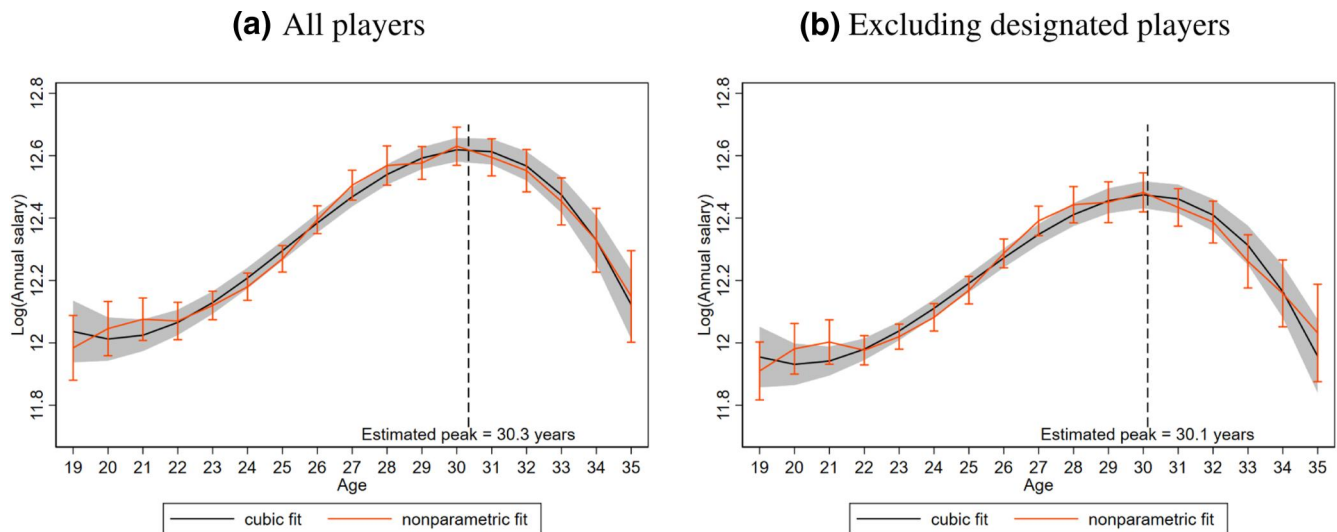 (a) All players
12.8
12.6
12.4
12.2
12
11.8
Log(Annual salary)
Estimated peak = 30.3 years
19 20 21 22 23 24 25 26 27 28 29 30 31 32 33 34 35
Age
cubic fit nonparametric fit
(b) Excluding designated players
12.8
12.6
12.4
12.2
12
11.8
Log(Annual salary)
Estimated peak = 30.1 years
19 20 21 22 23 24 25 26 27 28 29 30 31 32 33 34 35
Age
cubic fit nonparametric fit